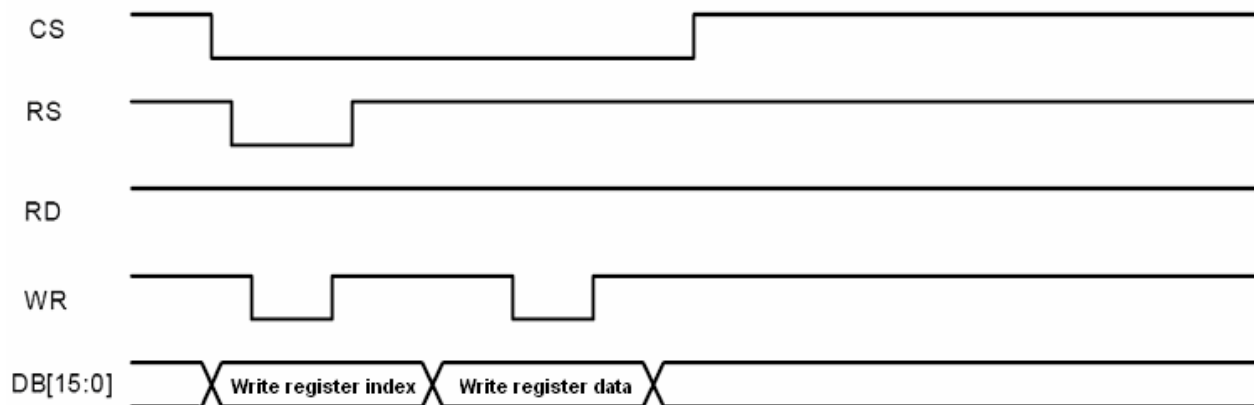 CS
RS
RD
WR
DB[15:0]
Write register index
Write register data